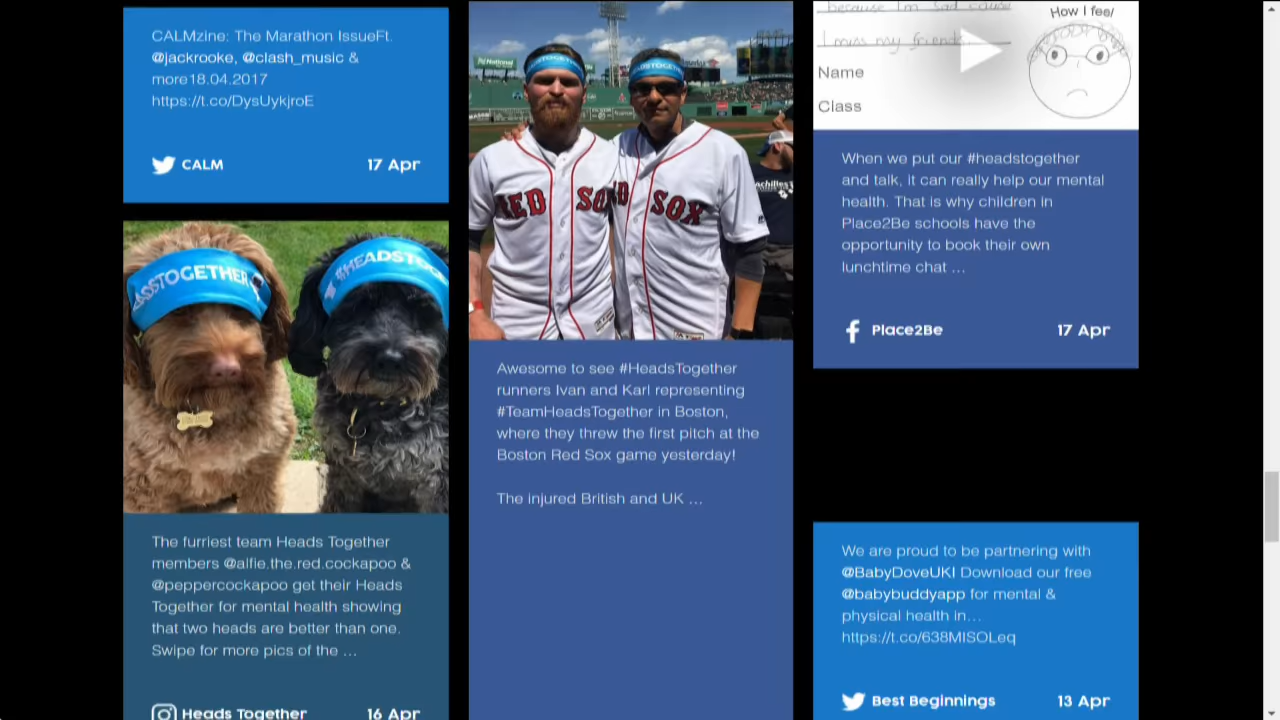 CALMzine: The Marathon IssueFt.
@jackrooke, @clash_music &
more18.04.2017
https://t.co/DysUykjroE
CALM 17 Apr
#HEADSTOGE
The furriest team Heads Together
members @alfie.the.red.cockapoo &
@peppercockapoo get their Heads
Together for mental health showing
that two heads are better than one.
Swipe for more pics of the ...
Heads Together 16 Apr
RED SOX
SOX
Awesome to see #HeadsTogether
runners Ivan and Karl representing
#TeamHeadsTogether in Boston,
where they threw the first pitch at the
Boston Red Sox game yesterday!
The injured British and UK ...
because I'm sad cause
I miss my friends
How I feel
Name
Class
When we put our #headstogether
and talk, it can really help our mental
health. That is why children in
Place2Be schools have the
opportunity to book their own
lunchtime chat ...
Place2Be 17 Apr
We are proud to be partnering with
@BabyDoveUKI Download our free
@babybuddyapp for mental &
physical health in...
https://t.co/638MISOLeq
Best Beginnings 13 Apr